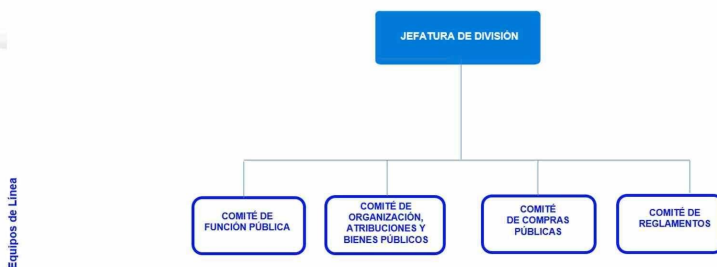 JEFATURA DE DIVISIÓN
Equipos de Línea
COMITÉ DE
FUNCIÓN PÚBLICA
COMITÉ DE
ORGANIZACIÓN,
ATRIBUCIONES Y
BIENES PÚBLICOS
COMITÉ
DE COMPRAS
PÚBLICAS
COMITÉ DE
REGLAMENTOS